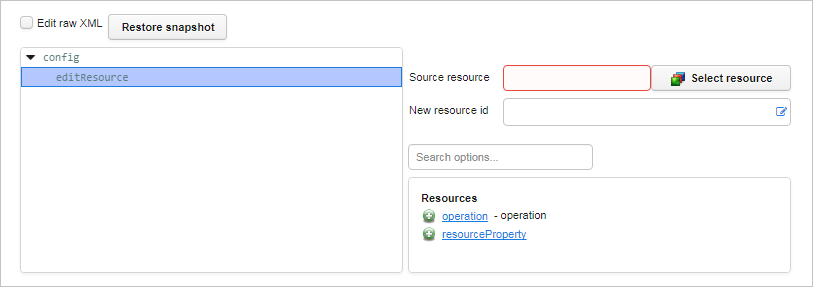 Edit raw XML
Restore snapshot
config
editResource
Source resource
Select resource
New resource id
Search options...
Resources
operation - operation
resourceProperty